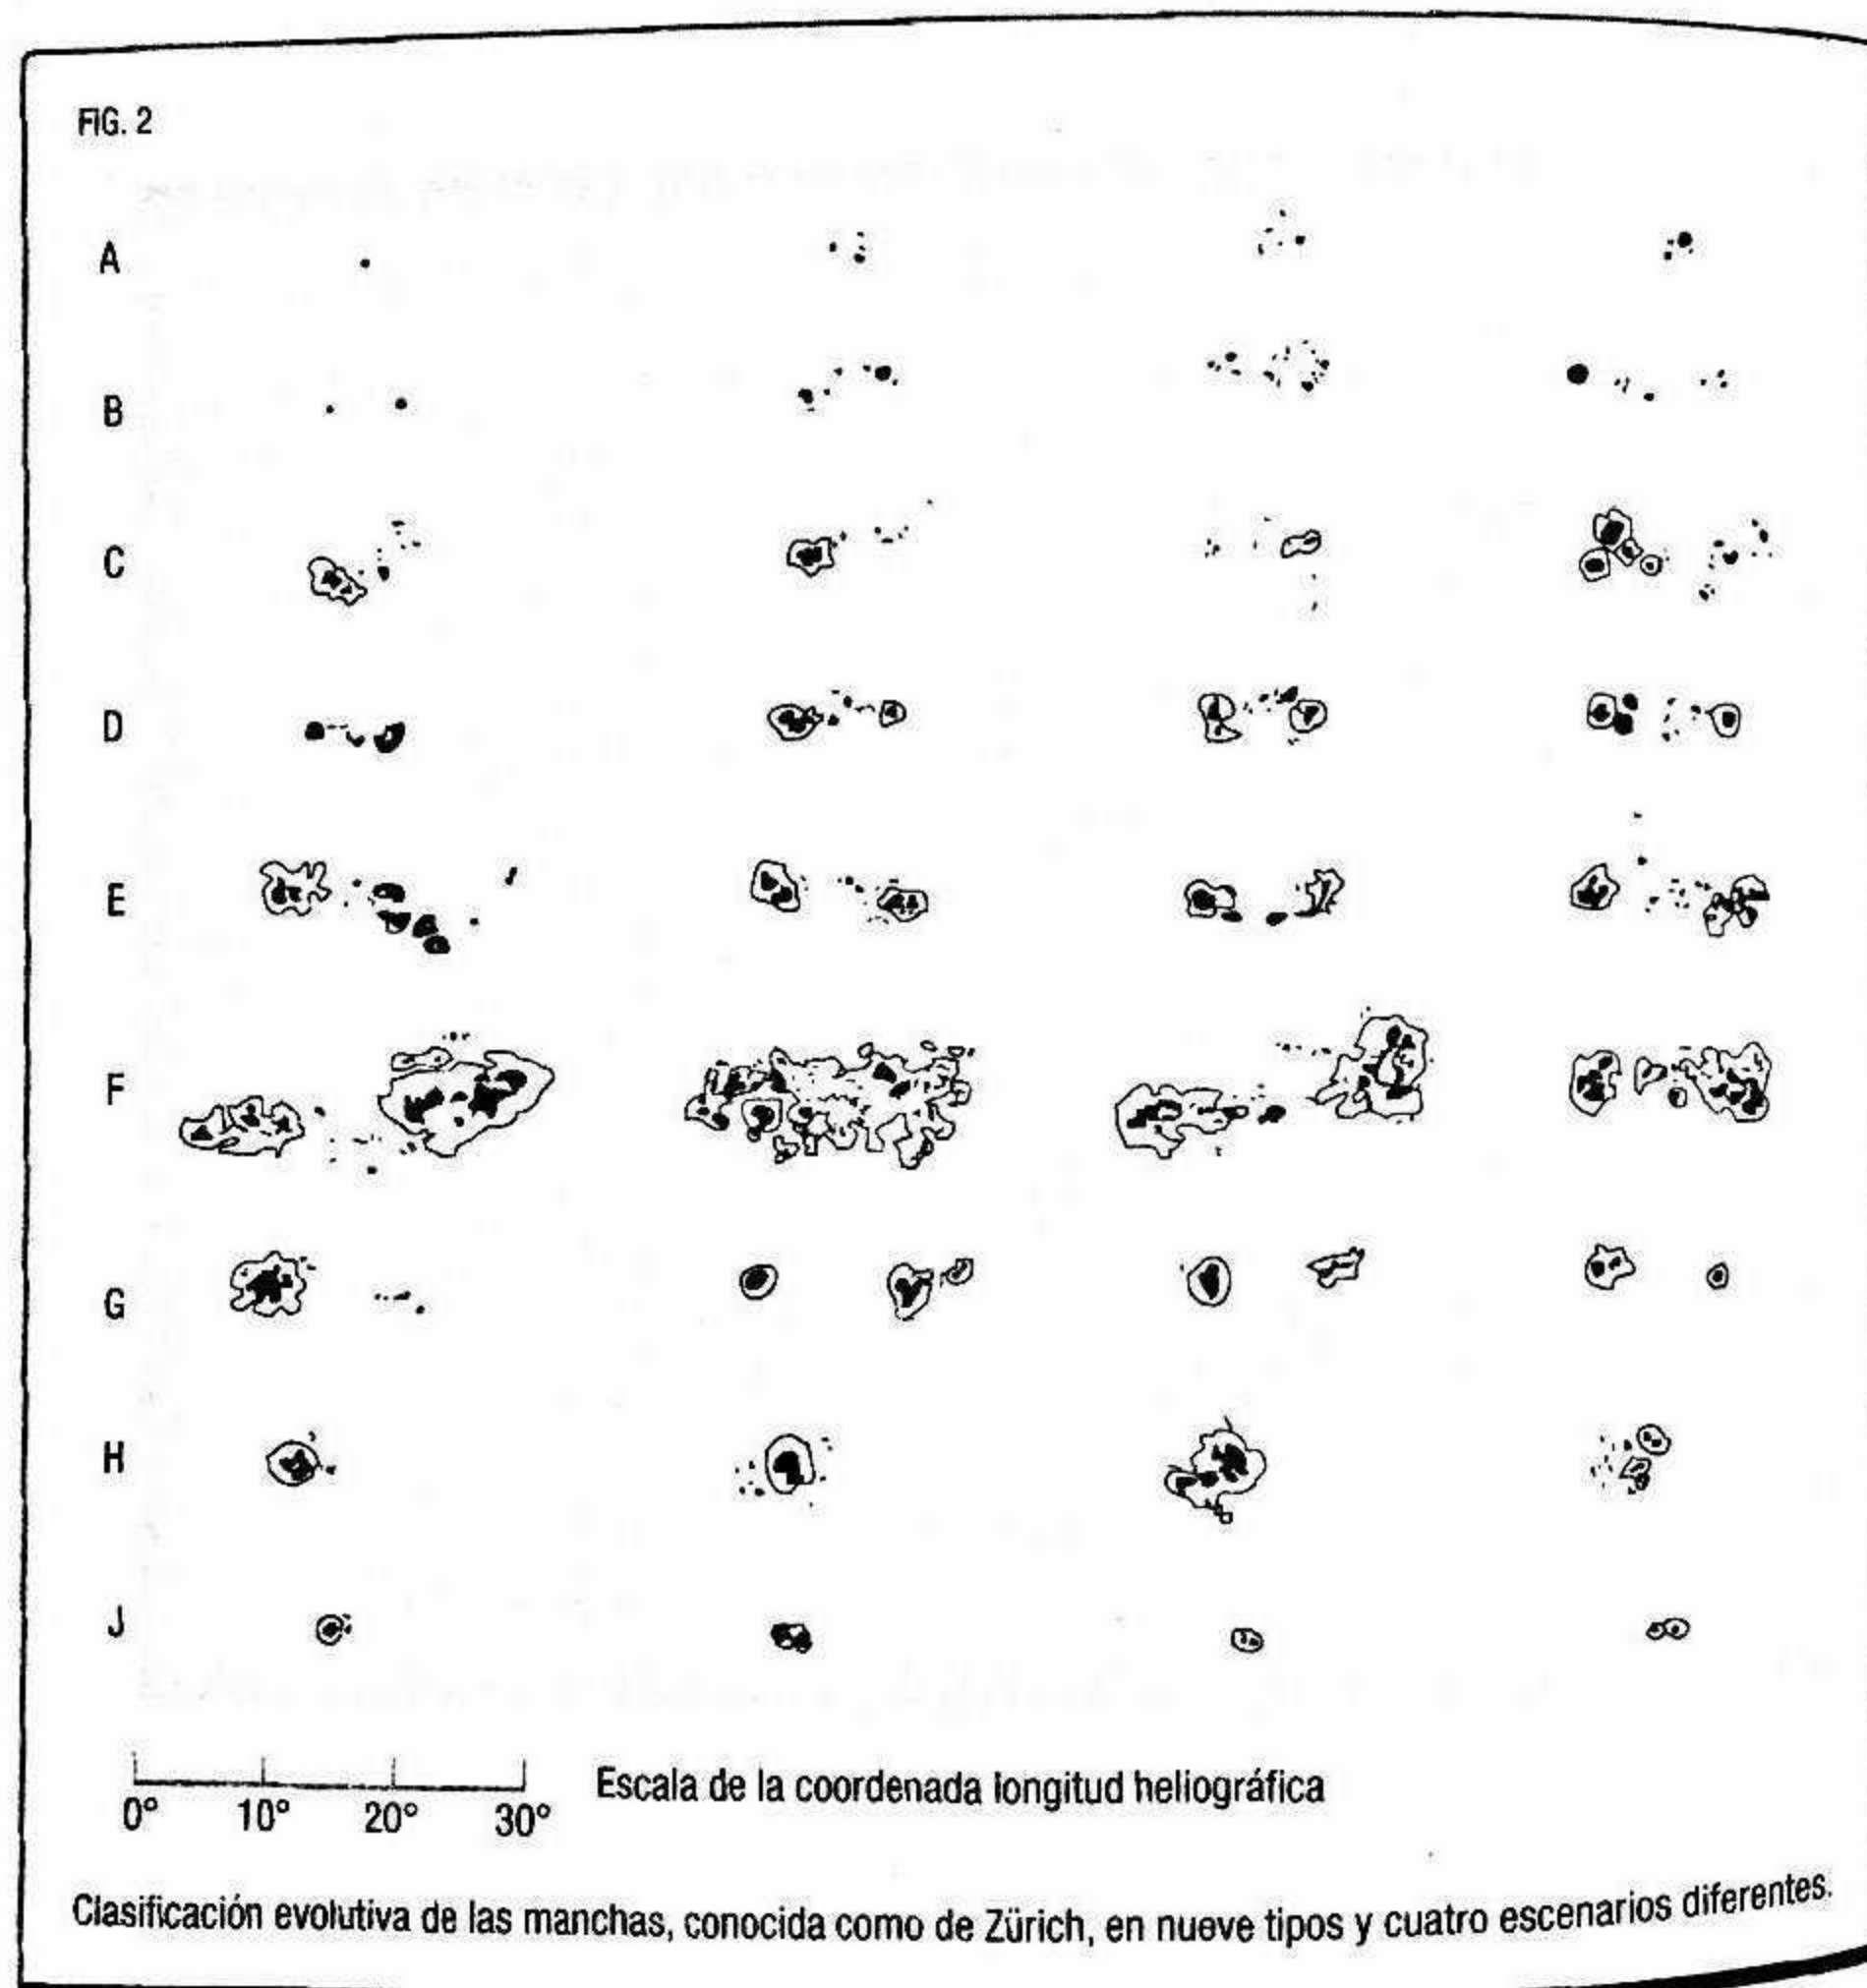 FIG. 2
A
B
C
D
E
F
G
H
J
0° 10° 20° 30°
Escala de la coordenada longitud heliográfica
Clasificación evolutiva de las manchas, conocida como de Zürich, en nueve tipos y cuatro escenarios diferentes.